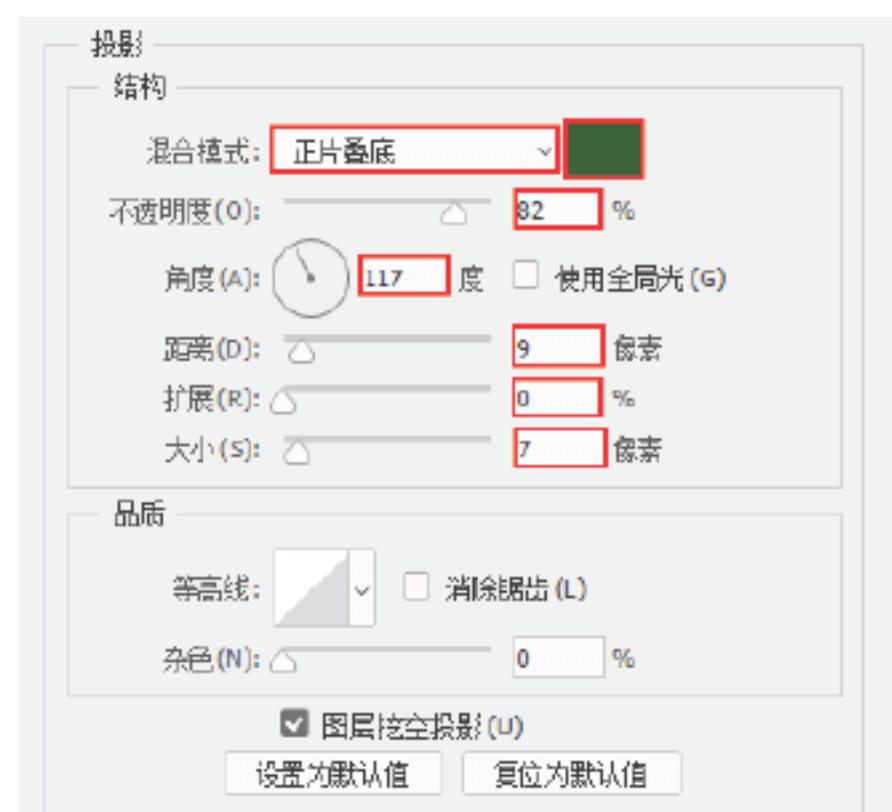 投影
结构
混合模式: 正片叠底
不透明度(O): 82 %
角度(A): 117 度 使用全局光(G)
距离(D): 9 像素
扩展(R): 0 %
大小(S): 7 像素
品质
等高线: 消除锯齿(L)
杂色(N): 0 %
图层挖空投影(U)
设置为默认值 复位为默认值